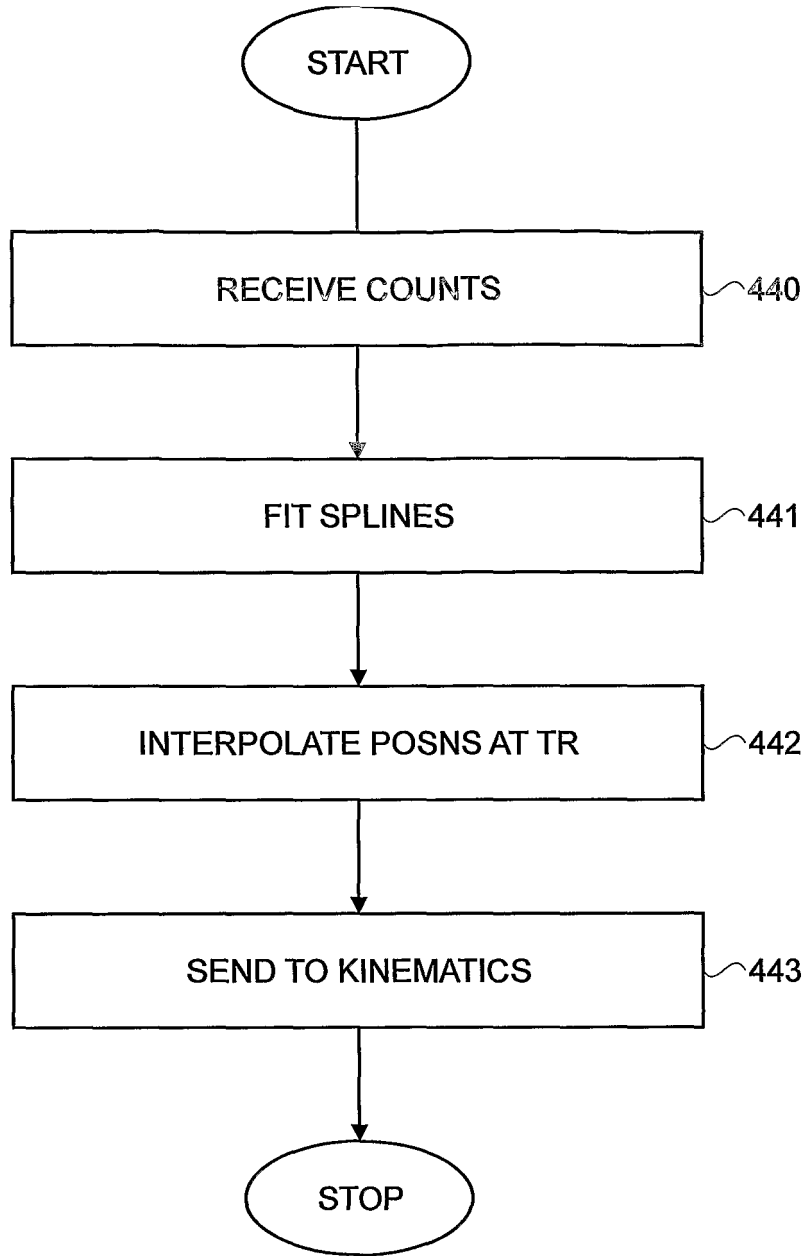 START
RECEIVE COUNTS
440
FIT SPLINES
441
INTERPOLATE POSNS AT TR
442
SEND TO KINEMATICS
443
STOP